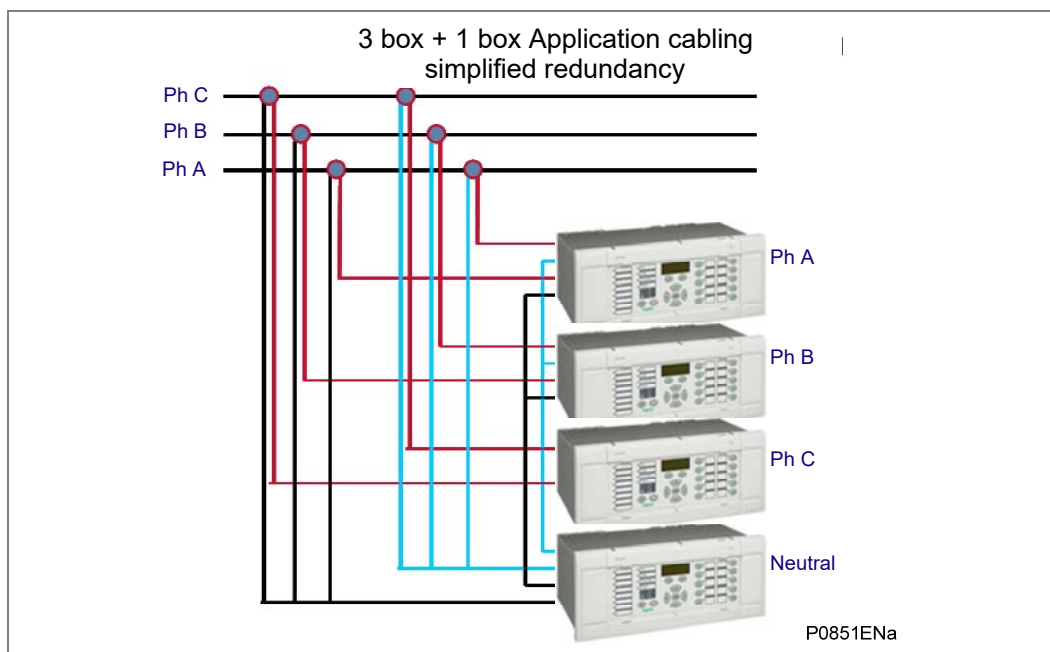 3 box + 1 box Application cabling
simplified redundancy
Ph C
Ph B
Ph A
Ph A
Ph B
Ph C
Neutral
P0851ENa